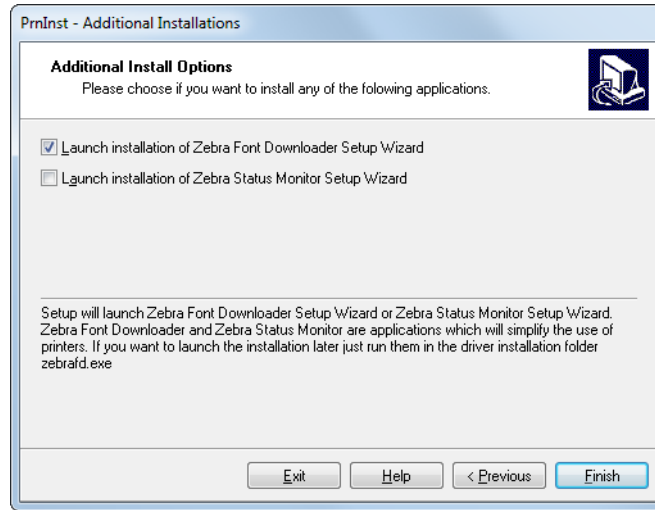 PrnInst - Additional Installations
Additional Install Options
Please choose if you want to install any of the folowing applications.
Launch installation of Zebra Font Downloader Setup Wizard
Launch installation of Zebra Status Monitor Setup Wizard
Setup will launch Zebra Font Downloader Setup Wizard or Zebra Status Monitor Setup Wizard.
Zebra Font Downloader and Zebra Status Monitor are applications which will simplify the use of
printers. If you want to launch the installation later just run them in the driver installation folder
zebrafd.exe
Exit Help < Previous Finish